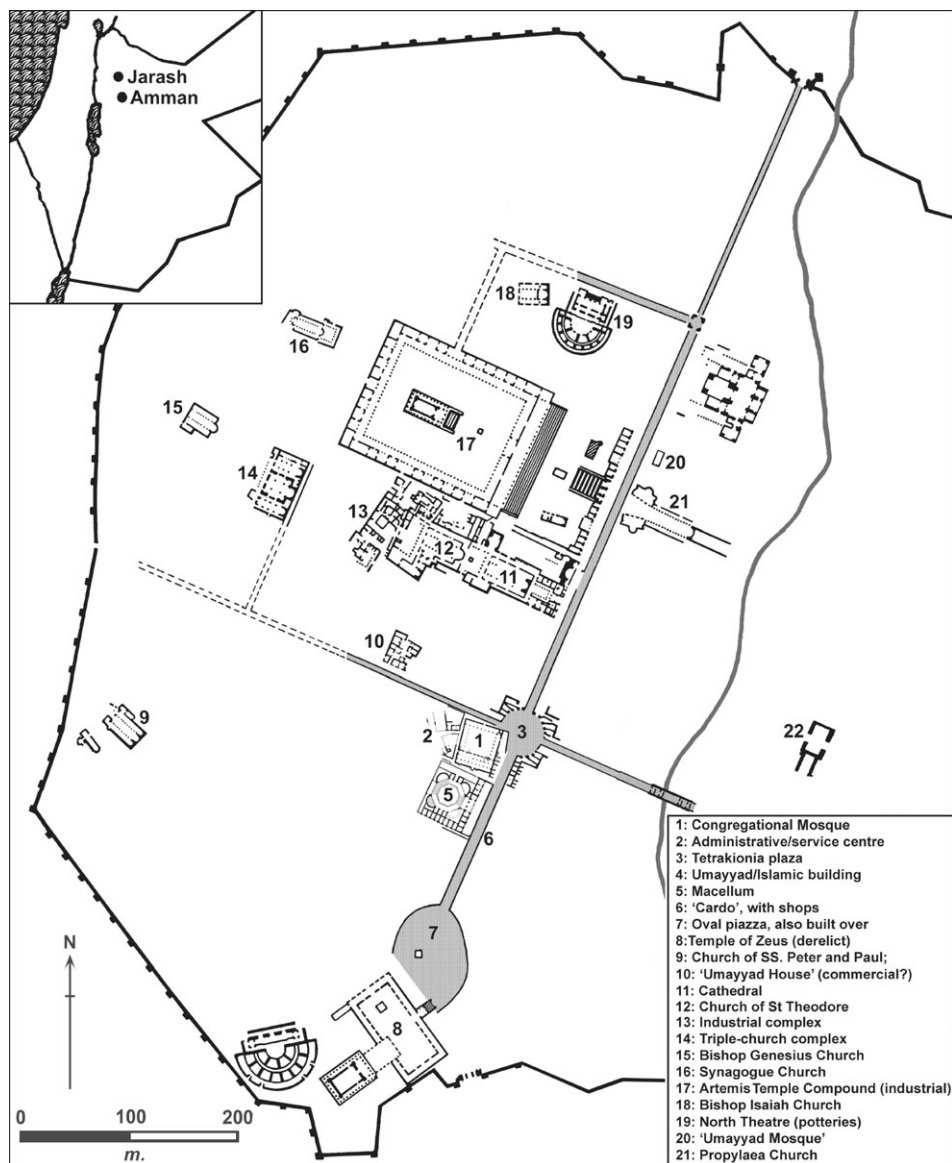 Jarash
Amman
18
19
16
15
17
20
14
21
13
12
11
10
9
2
1
3
22
5
6
7
N
8
0 100 200
m.
1: Congregational Mosque
2: Administrative/service centre
3: Tetrakionia plaza
4: Umayyad/Islamic building
5: Macellum
6: ‘Cardo’, with shops
7: Oval piazza, also built over
8:Temple of Zeus (derelict)
9: Church of SS. Peter and Paul;
10: ‘Umayyad House’ (commercial?)
11: Cathedral
12: Church of St Theodore
13: Industrial complex
14: Triple-church complex
15: Bishop Genesius Church
16: Synagogue Church
17: Artemis Temple Compound (industrial)
18: Bishop Isaiah Church
19: North Theatre (potteries)
20: ‘Umayyad Mosque’
21: Propylaea Church